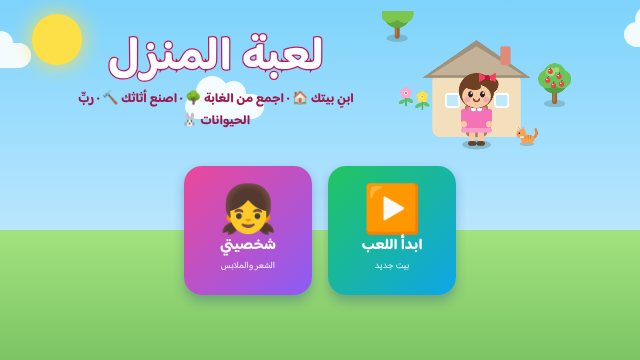 لعبة المنزل
ابنِ بيتك 🏠 · اجمع من الغابة 🌳 · اصنع أثاثك 🔨 · ربِّ
الحيوانات 🐰
ابدأ اللعب
بيت جديد
شخصيتي
الشعر والملابس